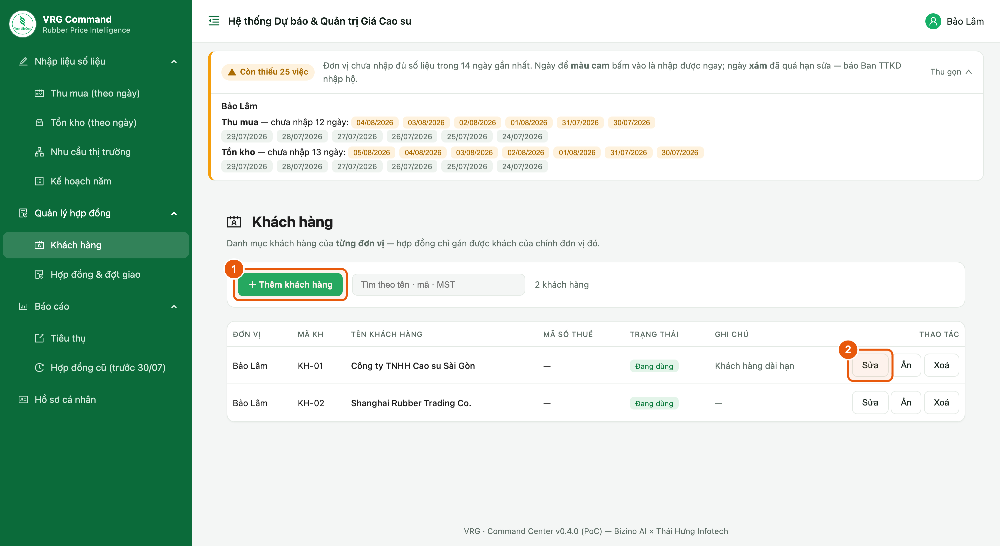 VRG Command
Rubber Price Intelligence
Nhập liệu số liệu
Thu mua (theo ngày)
Tồn kho (theo ngày)
Nhu cầu thị trường
Kế hoạch năm
Quản lý hợp đồng
Khách hàng
Hợp đồng & đợt giao
Báo cáo
Tiêu thụ
Hợp đồng cũ (trước 30/07)
Hồ sơ cá nhân
Hệ thống Dự báo & Quản trị Giá Cao su
Bảo Lâm
Còn thiếu 25 việc
Đơn vị chưa nhập đủ số liệu trong 14 ngày gần nhất. Ngày để màu cam bấm vào là nhập được ngay; ngày xám đã quá hạn sửa — báo Ban TTKD
nhập hộ.
Thu gọn
Bảo Lâm
Thu mua — chưa nhập 12 ngày: 04/08/2026 03/08/2026 02/08/2026 01/08/2026 31/07/2026 30/07/2026
29/07/2026 28/07/2026 27/07/2026 26/07/2026 25/07/2026 24/07/2026
Tồn kho — chưa nhập 13 ngày: 05/08/2026 04/08/2026 03/08/2026 02/08/2026 01/08/2026 31/07/2026 30/07/2026
29/07/2026 28/07/2026 27/07/2026 26/07/2026 25/07/2026 24/07/2026
Khách hàng
Danh mục khách hàng của từng đơn vị — hợp đồng chỉ gán được khách của chính đơn vị đó.
1
+ Thêm khách hàng
Tìm theo tên · mã · MST
2 khách hàng
ĐƠN VỊ MÃ KH TÊN KHÁCH HÀNG MÃ SỐ THUẾ TRẠNG THÁI GHI CHÚ THAO TÁC
2
Bảo Lâm KH-01 Công ty TNHH Cao su Sài Gòn — Đang dùng Khách hàng dài hạn Sửa Ẩn Xoá
Bảo Lâm KH-02 Shanghai Rubber Trading Co. — Đang dùng — Sửa Ẩn Xoá
VRG · Command Center v0.4.0 (PoC) — Bizino AI × Thái Hưng Infotech